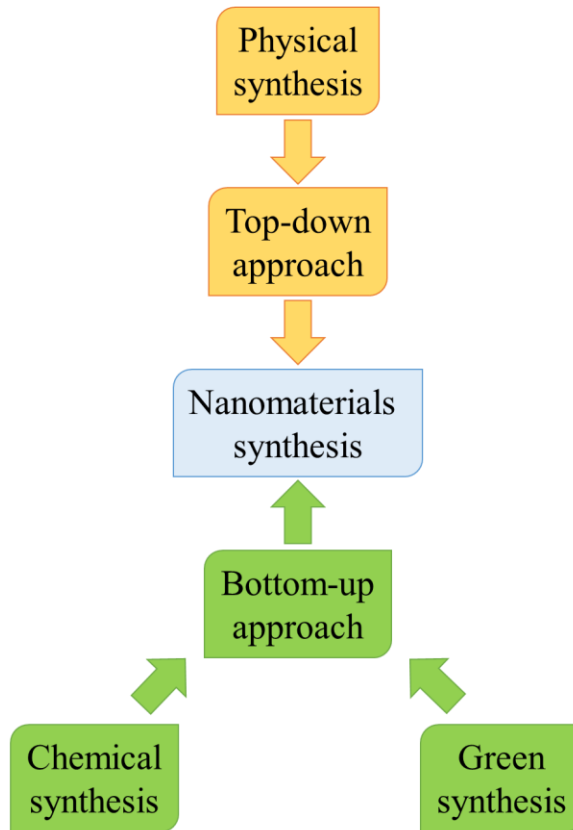 Physical
synthesis
Top-down
approach
Nanomaterials
synthesis
Bottom-up
approach
Chemical
synthesis
Green
synthesis